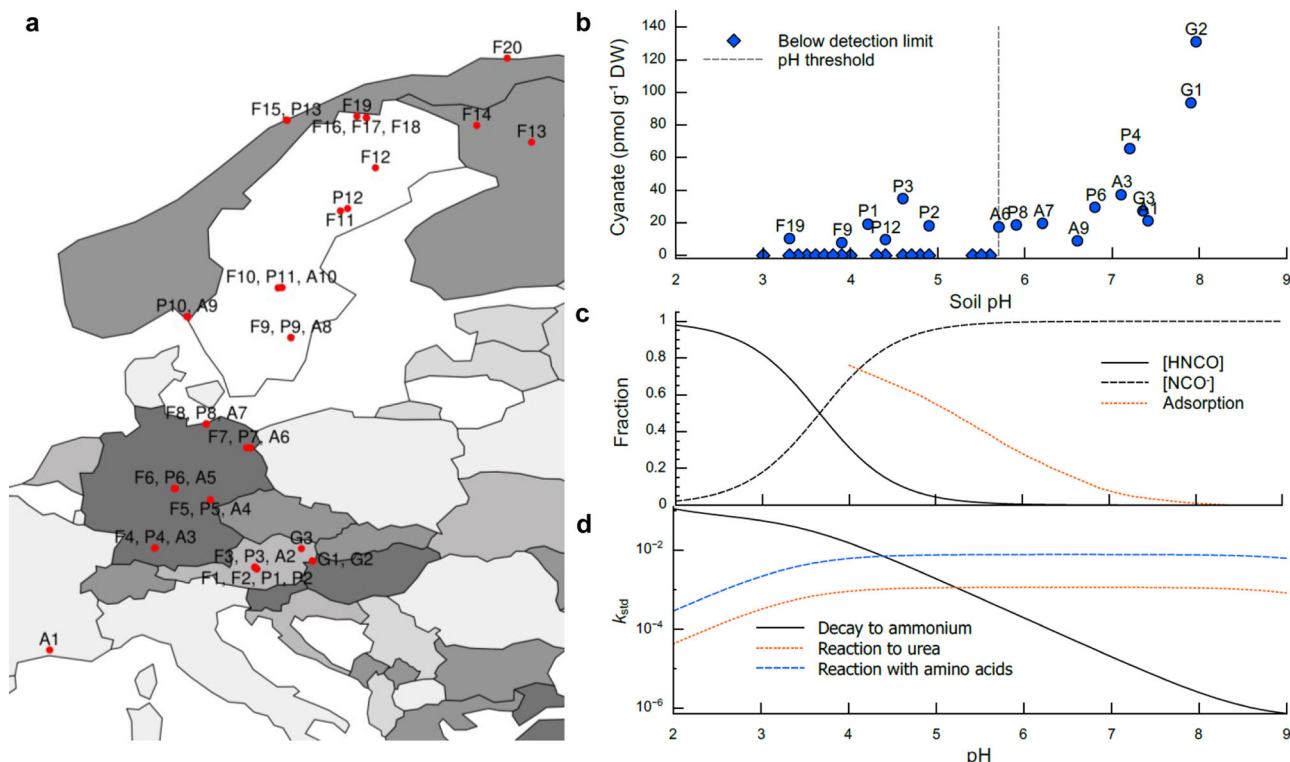 a
F20
F15, P13
F19
F14
F16, F17, F18
F13
F12
P12
F11
F10, P11, A10
P10, A9
F9, P9, A8
F8, P8, A7
F7, P7, A6
F6, P6, A5
F5, P5, A4
F4, P4, A3
G3
F3, P3, A2
G1, G2
F1, F2, P1, P2
A1
b
Cyanate (pmol g⁻¹ DW)
140
120
100
80
60
40
20
0
Below detection limit
pH threshold
G2
G1
P4
A3
P6
G3
A1
P3
P1
P2
A6
P8
A7
F19
F9
P12
A9
2 3 4 5 6 7 8 9
Soil pH
c
Fraction
1
0.8
0.6
0.4
0.2
0
[HNCO]
[NCO⁻]
Adsorption
d
kstd
10⁻²
10⁻⁴
10⁻⁶
Decay to ammonium
Reaction to urea
Reaction with amino acids
2 3 4 5 6 7 8 9
pH